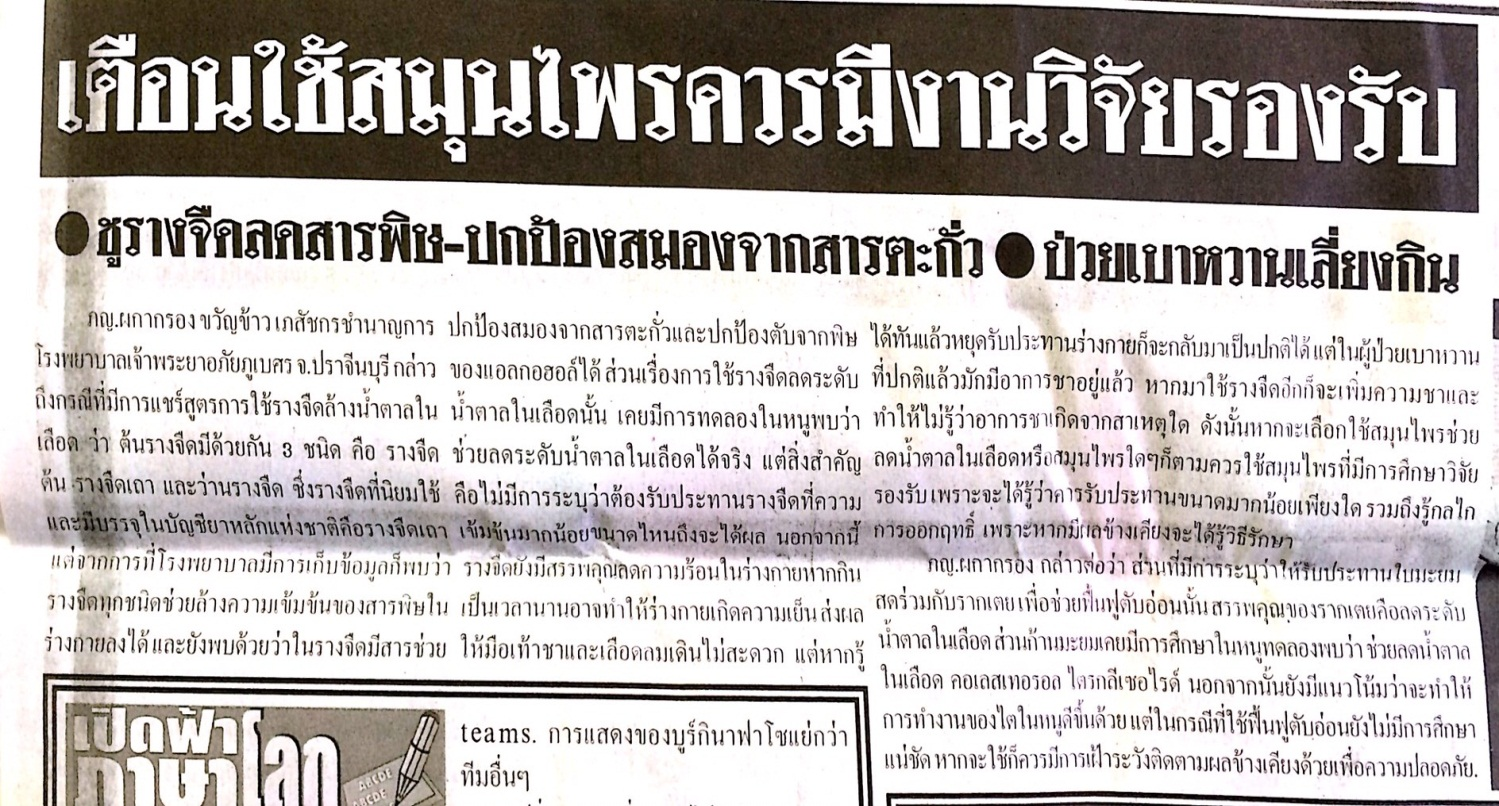 เตือนใช้สมุนไพรควรมีงานวิจัยรองรับ
●ชูรางจืดลดสารพิษ-ปกป้องสมองจากสารตะกั่ว ● ป่วยเบาหวานเลี่ยงกิน
ภญ.ผกากรอง ขวัญข้าว เภสัชกรชำนาญการ
โรงพยาบาลเจ้าพระยาอภัยภูเบศร จ.ปราจีนบุรี กล่าว
ถึงกรณีที่มีการแชร์สูตรการใช้รางจืดล้างน้ำตาลใน
เลือด ว่า ต้นรางจืดมีด้วยกัน 3 ชนิด คือ รางจืด
ต้น รางจืดเถา และว่านรางจืด ซึ่งรางจืดที่นิยมใช้
และมีบรรจุในบัญชียาหลักแห่งชาติคือรางจืดเถา
แต่จากการที่โรงพยาบาลมีการเก็บข้อมูลก็พบว่า
รางจืดทุกชนิดช่วยล้างความเข้มข้นของสารพิษใน
ร่างกายลงได้ และยังพบด้วยว่าในรางจืดมีสารช่วย
ปกป้องสมองจากสารตะกั่วและปกป้องตับจากพิษ
ของแอลกอฮอล์ได้ ส่วนเรื่องการใช้รางจืดลดระดับ
น้ำตาลในเลือดนั้น เคยมีการทดลองในหนูพบว่า
ช่วยลดระดับน้ำตาลในเลือดได้จริง แต่สิ่งสำคัญ
คือไม่มีการระบุว่าต้องรับประทานรางจืดที่ความ
เข้มข้นมากน้อยขนาดไหนถึงจะได้ผล นอกจากนี้
รางจืดยังมีสรรพคุณลดความร้อนในร่างกายหากกิน
เป็นเวลานานอาจทำให้ร่างกายเกิดความเย็น ส่งผล
ให้มือเท้าชาและเลือดลมเดินไม่สะดวก แต่หากรู้
ได้ทันแล้วหยุดรับประทานร่างกายก็จะกลับมาเป็นปกติได้ แต่ในผู้ป่วยเบาหวาน
ที่ปกติแล้วมักมีอาการชาอยู่แล้ว หากมาใช้รางจืดอีกก็จะเพิ่มความชาและ
ทำให้ไม่รู้ว่าอาการชาเกิดจากสาเหตุใด ดังนั้นหากจะเลือกใช้สมุนไพรช่วย
ลดน้ำตาลในเลือดหรือสมุนไพรใดๆก็ตามควรใช้สมุนไพรที่มีการศึกษาวิจัย
รองรับ เพราะจะได้รู้ว่าการรับประทานขนาดมากน้อยเพียงใด รวมถึงรู้กลไก
การออกฤทธิ์ เพราะหากมีผลข้างเคียงจะได้รู้วิธีรักษา
ภญ.ผกากรอง กล่าวต่อว่า ส่วนที่มีการระบุว่าให้รับประทานใบมะยม
สดร่วมกับรากเตย เพื่อช่วยฟื้นฟูตับอ่อนนั้น สรรพคุณของรากเตยคือลดระดับ
น้ำตาลในเลือด ส่วนก้านมะยมเคยมีการศึกษาในหนูทดลองพบว่า ช่วยลดน้ำตาล
ในเลือด คอเลสเทอรอล ไตรกลีเซอไรด์ นอกจากนั้นยังมีแนวโน้มว่าจะทำให้
การทำงานของไตในหนูดีขึ้นด้วย แต่ในกรณีที่ใช้ฟื้นฟูตับอ่อนยังไม่มีการศึกษา
แน่ชัด หากจะใช้ก็ควรมีการเฝ้าระวังติดตามผลข้างเคียงด้วยเพื่อความปลอดภัย.
เปิดฟ้า
ภาษาโลก
ABCDE
ABCDE
teams. การแสดงของบูร์กินาฟาโซแย่กว่า
ทีมอื่นๆ